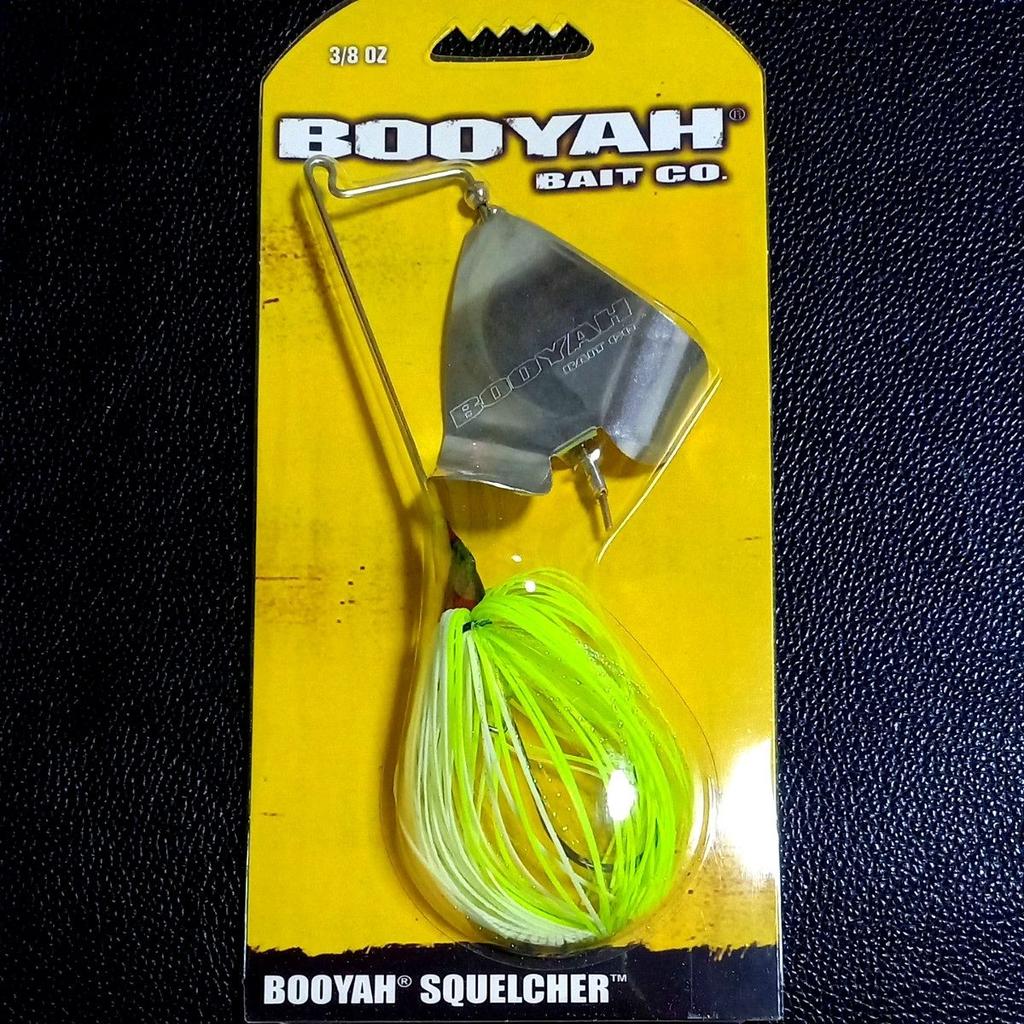 3/8 OZ
BOOYAH®
BAIT CO.
BOOYAH
BAIT CO
BOOYAH® SQUELCHER™